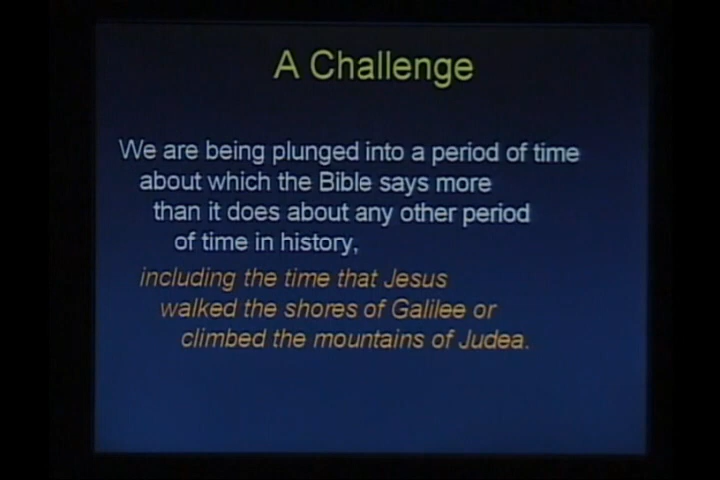 A Challenge
We are being plunged into a period of time
about which the Bible says more
than it does about any other period
of time in history,
including the time that Jesus
walked the shores of Galilee or
climbed the mountains of Judea.